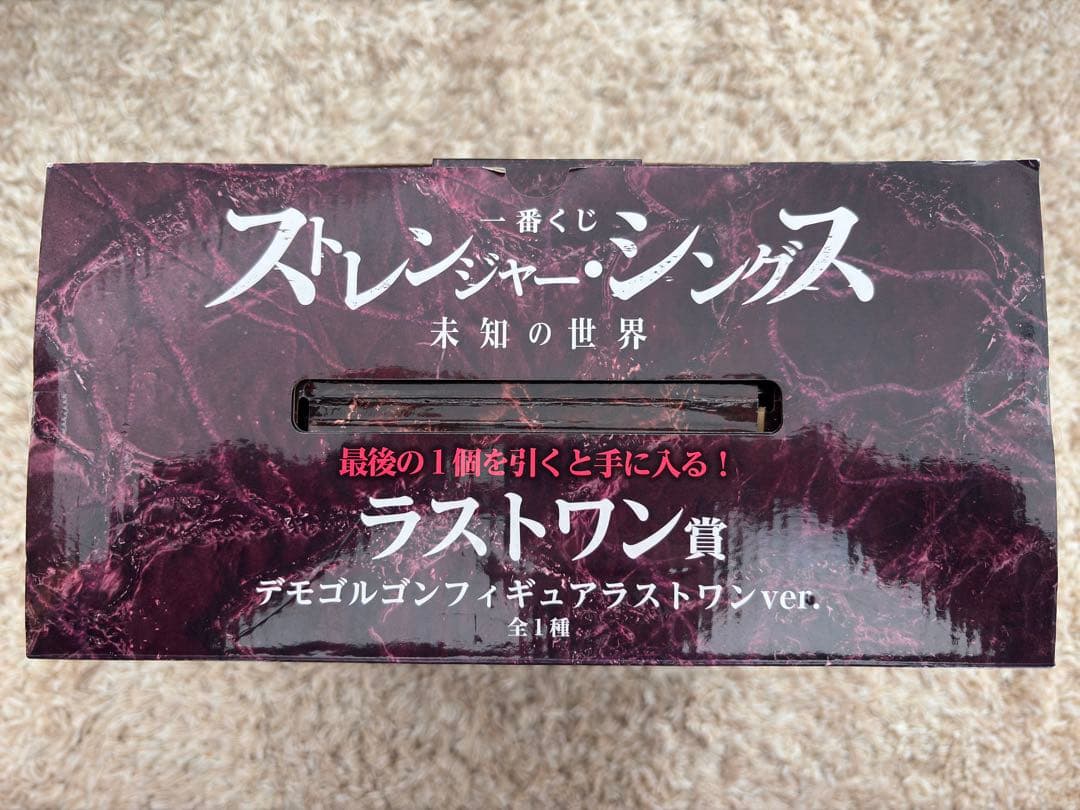 一番くじ
ストレンジャー・シングス
未知の世界
最後の1個を引くと手に入る！
ラストワン賞
デモゴルゴンフィギュアラストワンver.
全1種